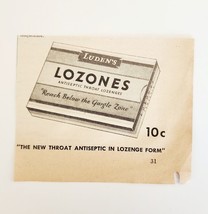 LUDEN'S
LOZONES
ANTISEPTIC THROAT LOZENGES
"Reach Below the Gargle Zone"
10c
"THE NEW THROAT ANTISEPTIC IN LOZENGE FORM"
31